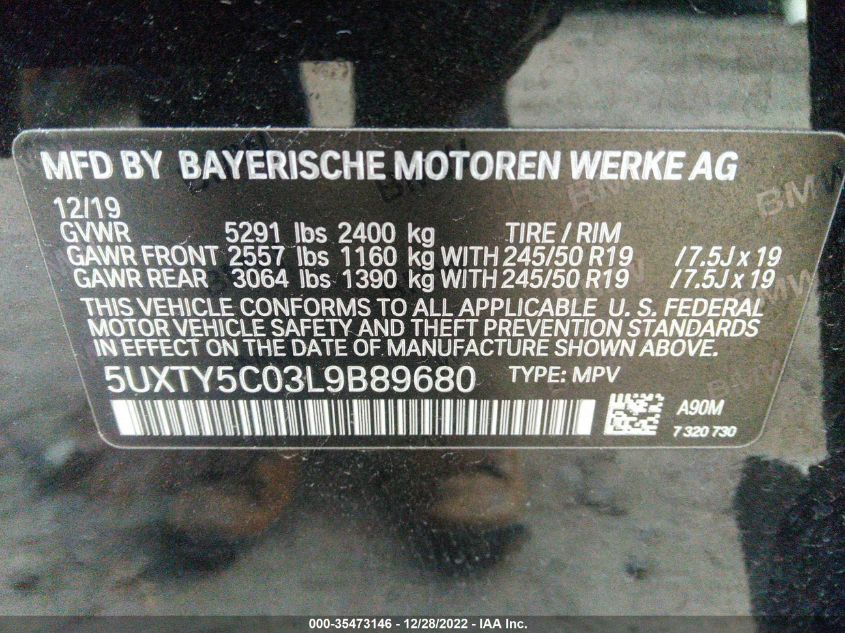 MFD BY BAYERISCHE MOTOREN WERKE AG
12/19
GVWR 5291 lbs 2400 kg TIRE / RIM
GAWR FRONT 2557 lbs 1160 kg WITH 245/50 R19 / 7.5J x 19
GAWR REAR 3064 lbs 1390 kg WITH 245/50 R19 / 7.5J x 19
THIS VEHICLE CONFORMS TO ALL APPLICABLE U. S. FEDERAL
MOTOR VEHICLE SAFETY AND THEFT PREVENTION STANDARDS
IN EFFECT ON THE DATE OF MANUFACTURE SHOWN ABOVE.
5UXTY5C03L9B89680 TYPE: MPV
A90M
7 320 730
BMW
000-35473146 - 12/28/2022 - IAA Inc.